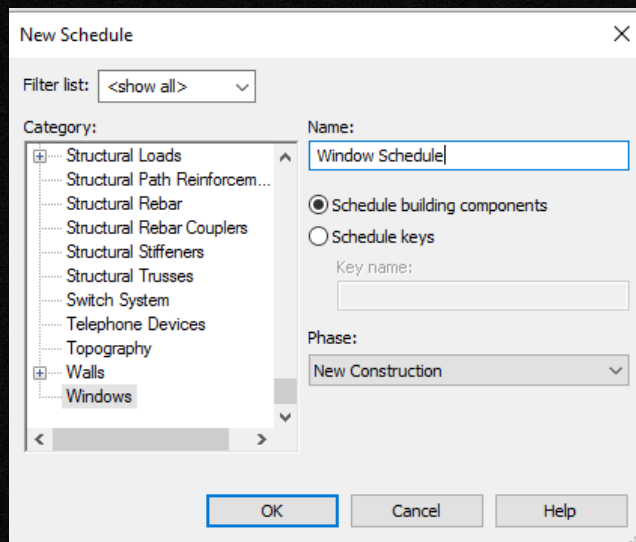 New Schedule
Filter list: <show all>
Category:
Structural Loads
Structural Path Reinforcem...
Structural Rebar
Structural Rebar Couplers
Structural Stiffeners
Structural Trusses
Switch System
Telephone Devices
Topography
Walls
Windows
Name:
Window Schedule
Schedule building components
Schedule keys
Key name:
Phase:
New Construction
OK Cancel Help